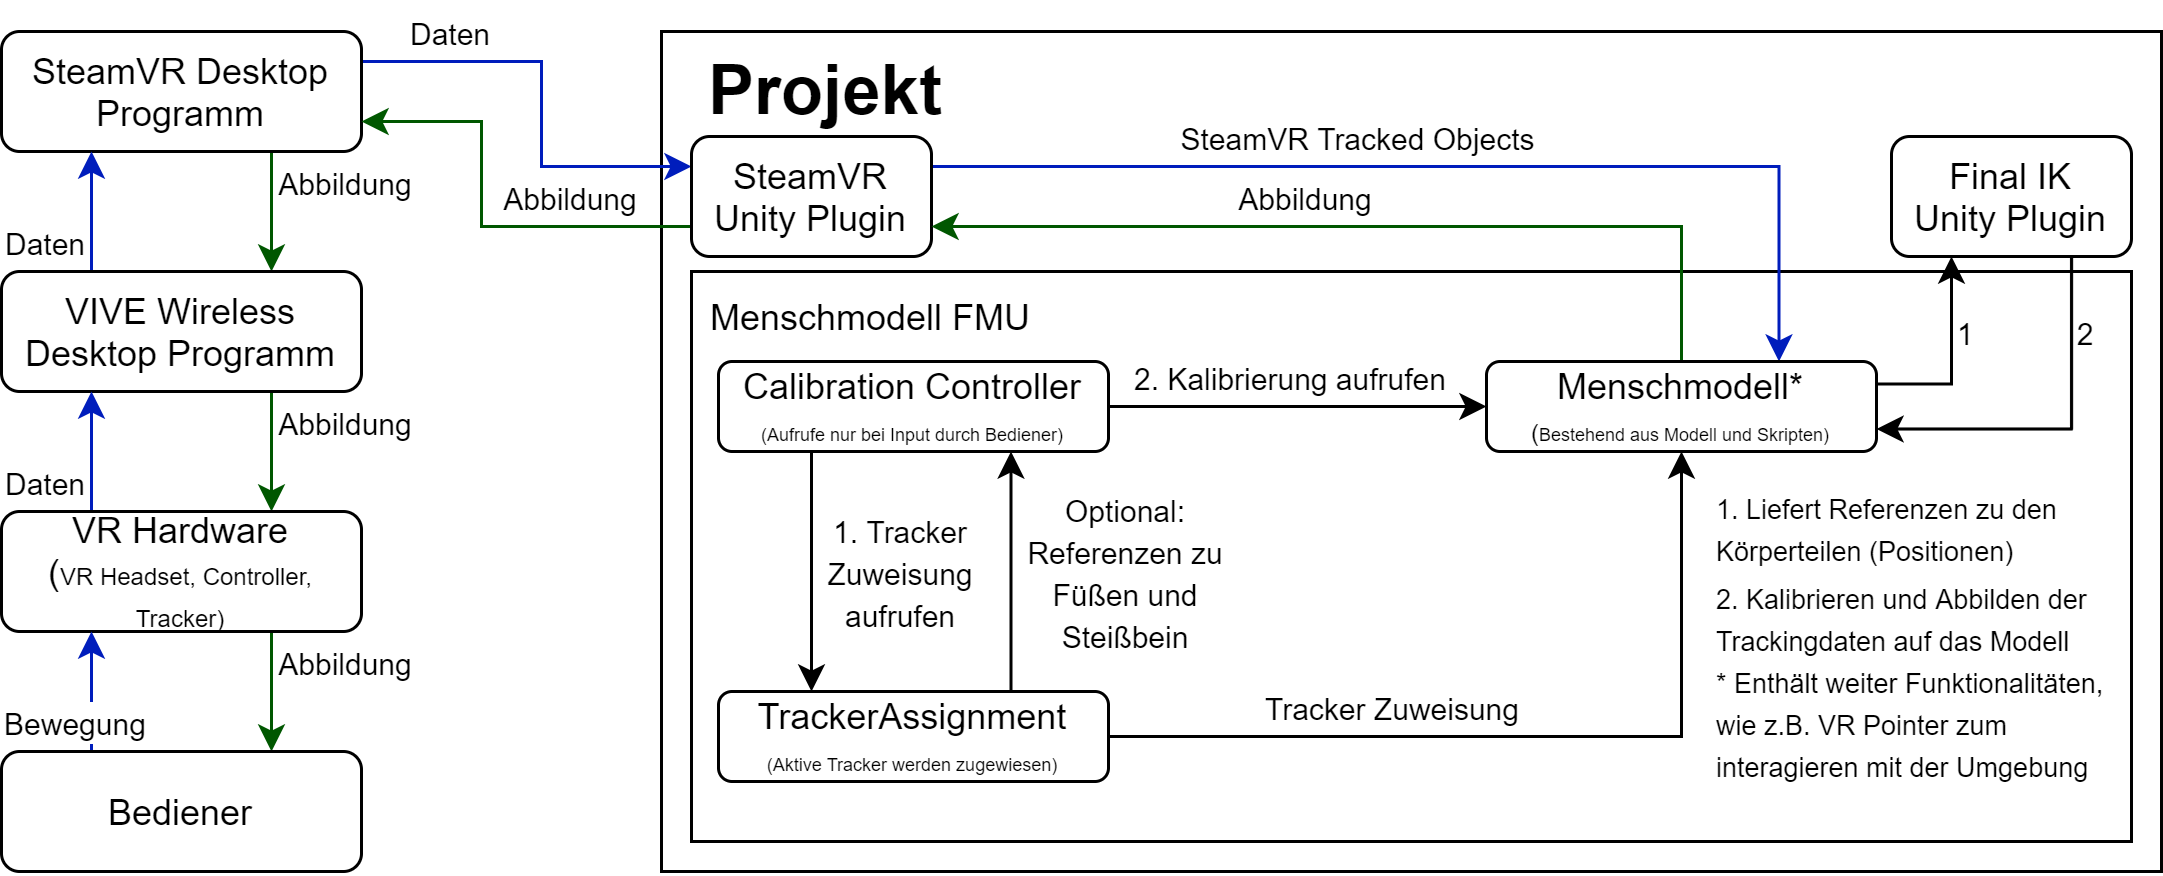 Daten
SteamVR Desktop
Programm
Abbildung
Daten
VIVE Wireless
Desktop Programm
Abbildung
Daten
VR Hardware
(VR Headset, Controller,
Tracker)
Abbildung
Bewegung
Bediener
Abbildung
Projekt
SteamVR
Unity Plugin
SteamVR Tracked Objects
Abbildung
Final IK
Unity Plugin
1
2
Menschmodell FMU
Calibration Controller
(Aufrufe nur bei Input durch Bediener)
2. Kalibrierung aufrufen
Menschmodell*
(Bestehend aus Modell und Skripten)
1. Tracker
Zuweisung
aufrufen
Optional:
Referenzen zu
Füßen und
Steißbein
TrackerAssignment
(Aktive Tracker werden zugewiesen)
Tracker Zuweisung
1. Liefert Referenzen zu den
Körperteilen (Positionen)
2. Kalibrieren und Abbilden der
Trackingdaten auf das Modell
* Enthält weiter Funktionalitäten,
wie z.B. VR Pointer zum
interagieren mit der Umgebung